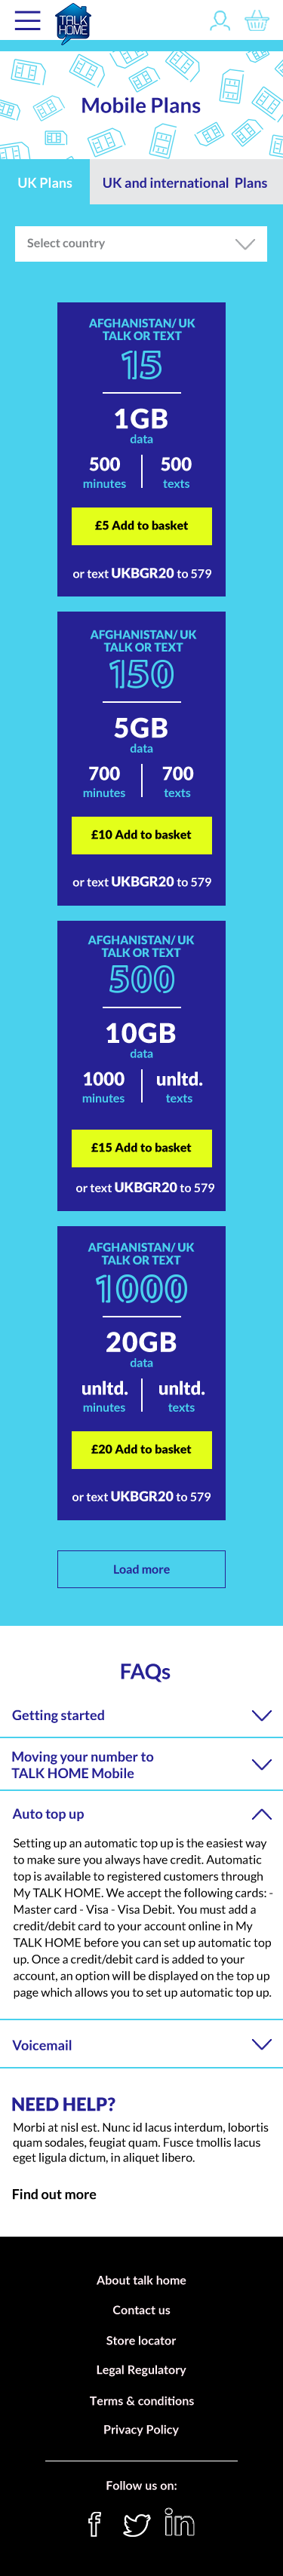 TALK
HOME
Mobile Plans
UK Plans
UK and international Plans
Select country
AFGHANISTAN/ UK
TALK OR TEXT
15
1GB
data
500 500
minutes texts
£5 Add to basket
or text UKBGR20 to 579
AFGHANISTAN/ UK
TALK OR TEXT
150
5GB
data
700 700
minutes texts
£10 Add to basket
or text UKBGR20 to 579
AFGHANISTAN/ UK
TALK OR TEXT
500
10GB
data
1000 unltd.
minutes texts
£15 Add to basket
or text UKBGR20 to 579
AFGHANISTAN/ UK
TALK OR TEXT
1000
20GB
data
unltd. unltd.
minutes texts
£20 Add to basket
or text UKBGR20 to 579
Load more
FAQs
Getting started
Moving your number to
TALK HOME Mobile
Auto top up
Setting up an automatic top up is the easiest way
to make sure you always have credit. Automatic
top is available to registered customers through
My TALK HOME. We accept the following cards: -
Master card - Visa - Visa Debit. You must add a
credit/debit card to your account online in My
TALK HOME before you can set up automatic top
up. Once a credit/debit card is added to your
account, an option will be displayed on the top up
page which allows you to set up automatic top up.
Voicemail
NEED HELP?
Morbi at nisl est. Nunc id lacus interdum, lobortis
quam sodales, feugiat quam. Fusce tmollis lacus
eget ligula dictum, in aliquet libero.
Find out more
About talk home
Contact us
Store locator
Legal Regulatory
Terms & conditions
Privacy Policy
Follow us on: